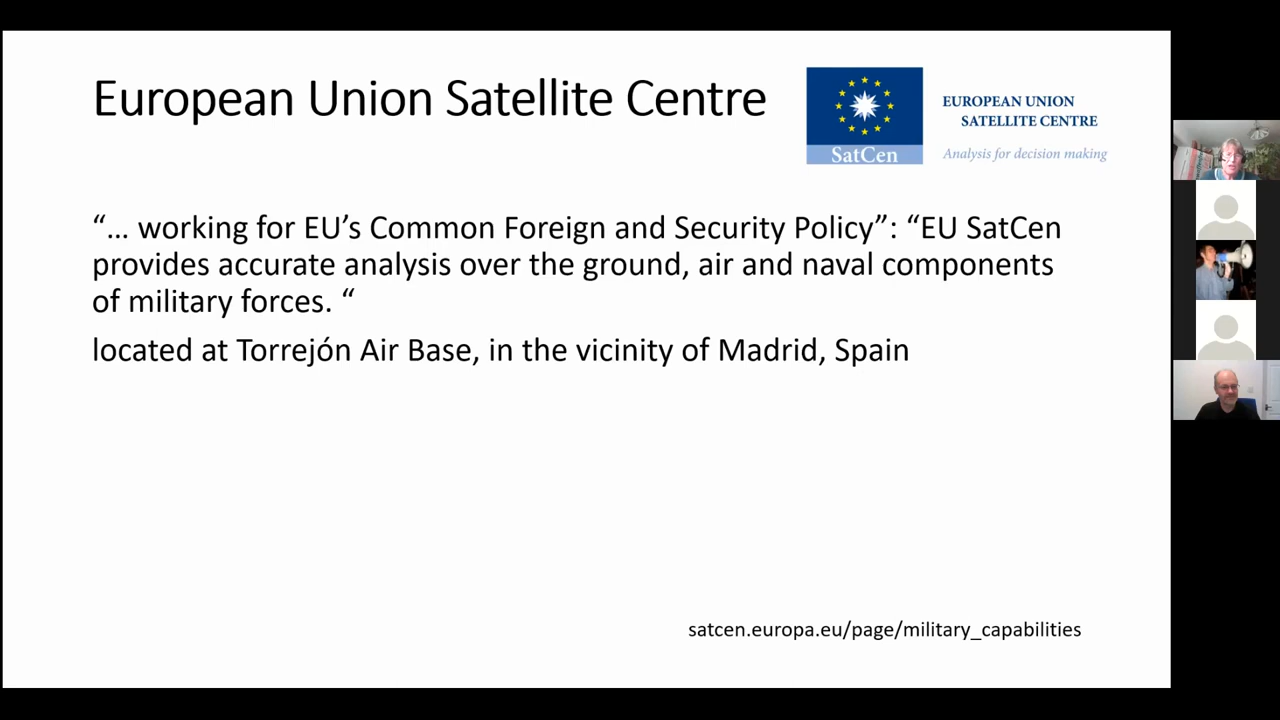 European Union Satellite Centre
SatCen
EUROPEAN UNION
SATELLITE CENTRE
Analysis for decision making
“... working for EU’s Common Foreign and Security Policy”: “EU SatCen
provides accurate analysis over the ground, air and naval components
of military forces. “
located at Torrejón Air Base, in the vicinity of Madrid, Spain
satcen.europa.eu/page/military_capabilities